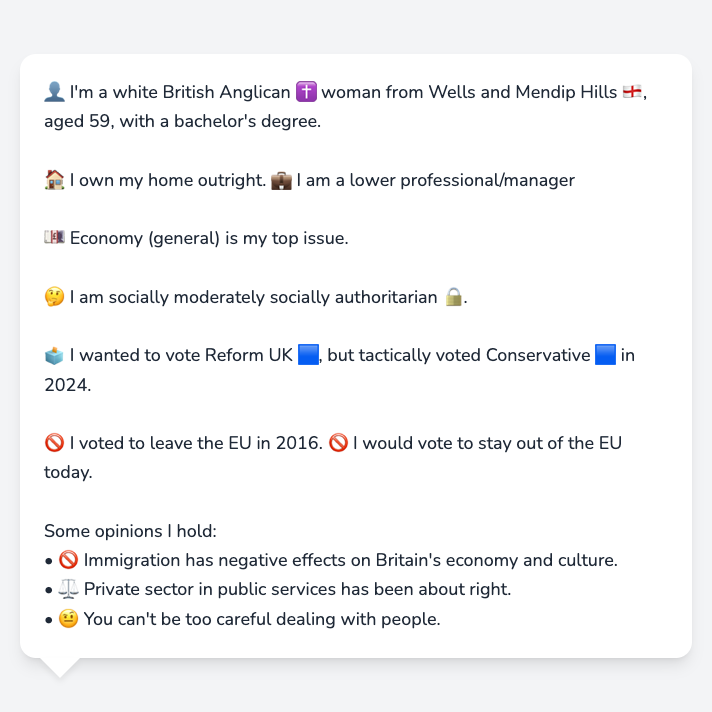 👤 I'm a white British Anglican ✝️ woman from Wells and Mendip Hills 🏴󠁧󠁢󠁥󠁮󠁧󠁿,
aged 59, with a bachelor's degree.
🏠 I own my home outright. 💼 I am a lower professional/manager
💷 Economy (general) is my top issue.
🤔 I am socially moderately socially authoritarian 🔒.
🗳️ I wanted to vote Reform UK 🟦, but tactically voted Conservative 🟦 in
2024.
🚫 I voted to leave the EU in 2016. 🚫 I would vote to stay out of the EU
today.
Some opinions I hold:
• 🚫 Immigration has negative effects on Britain's economy and culture.
• ⚖️ Private sector in public services has been about right.
• 🤨 You can't be too careful dealing with people.